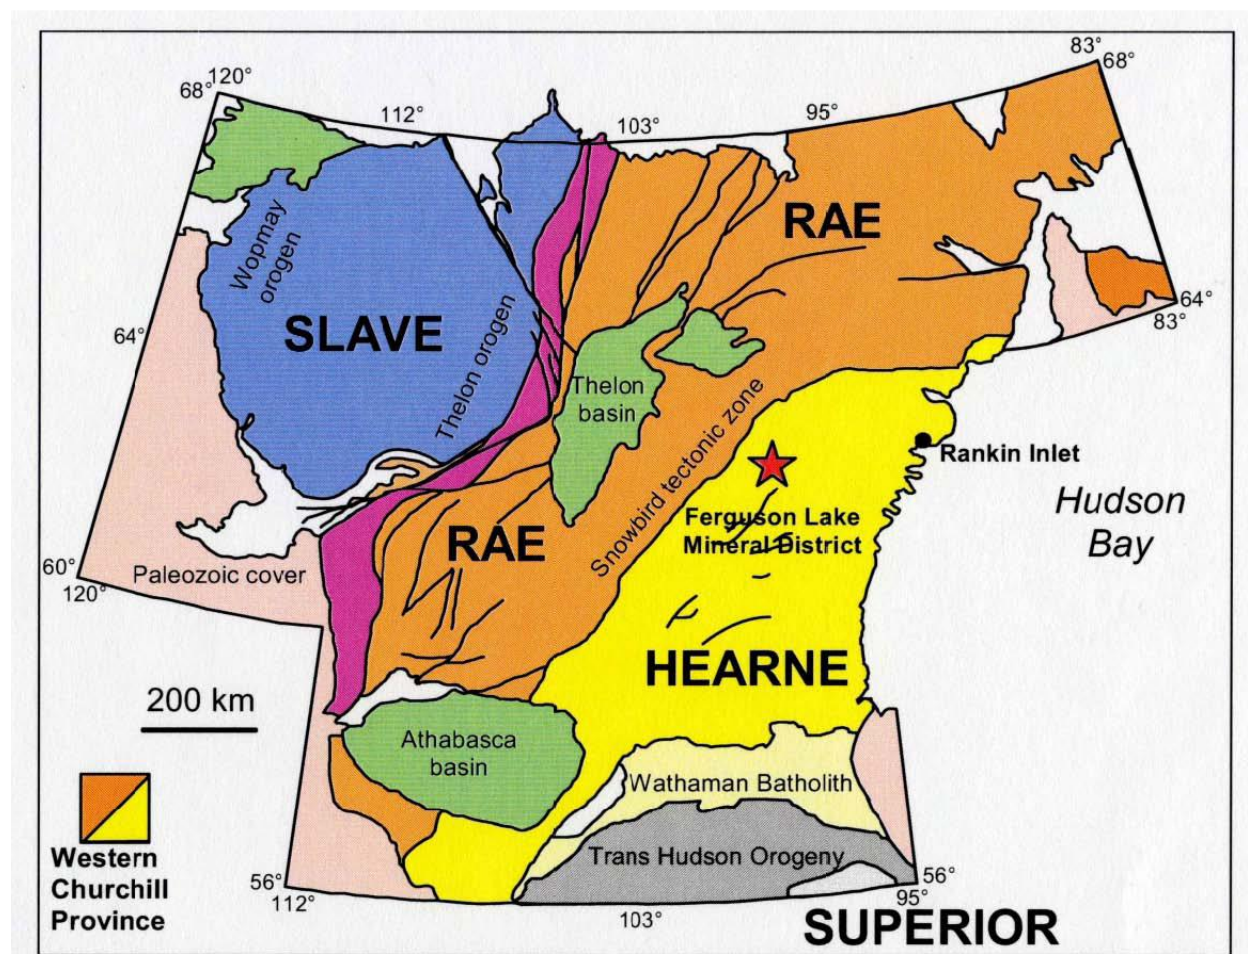 83°
68°
120°
68°
112°
95°
103°
RAE
Wopmay
orogen
64°
83°
64°
SLAVE
Thelon orogen
Thelon
basin
Snowbird tectonic zone
Rankin Inlet
Hudson
Bay
Ferguson Lake
Mineral District
RAE
60°
120°
Paleozoic cover
HEARNE
200 km
Athabasca
basin
Wathaman Batholith
Western
Churchill
Province
Trans Hudson Orogeny
56°
112°
103°
56°
95°
SUPERIOR